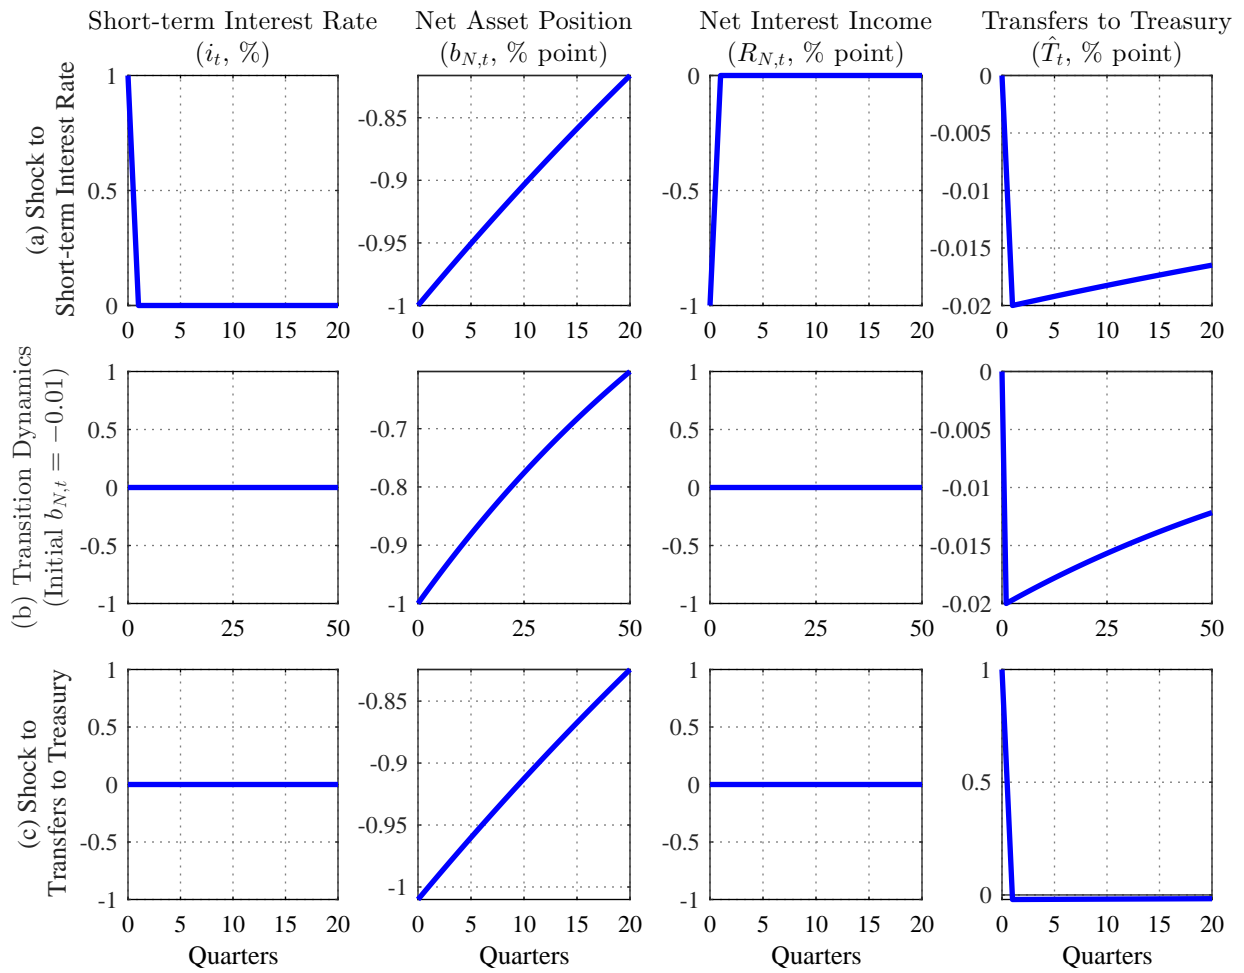 Short-term Interest Rate
(i_t, %)
Net Asset Position
(b_{N,t}, % point)
Net Interest Income
(R_{N,t}, % point)
Transfers to Treasury
(T̂_t, % point)
(a) Shock to
Short-term Interest Rate
1
0.5
0
0 5 10 15 20
-0.85
-0.9
-0.95
-1
0 5 10 15 20
0
-0.5
-1
0 5 10 15 20
0
-0.005
-0.01
-0.015
-0.02
0 5 10 15 20
(b) Transition Dynamics
(Initial b_{N,t} = −0.01)
1
0.5
0
-0.5
-1
0 25 50
-0.7
-0.8
-0.9
-1
0 25 50
1
0.5
0
-0.5
-1
0 25 50
0
-0.005
-0.01
-0.015
-0.02
0 25 50
(c) Shock to
Transfers to Treasury
1
0.5
0
-0.5
-1
0 5 10 15 20
Quarters
-0.85
-0.9
-0.95
-1
0 5 10 15 20
Quarters
1
0.5
0
-0.5
-1
0 5 10 15 20
Quarters
1
0.5
0
0 5 10 15 20
Quarters